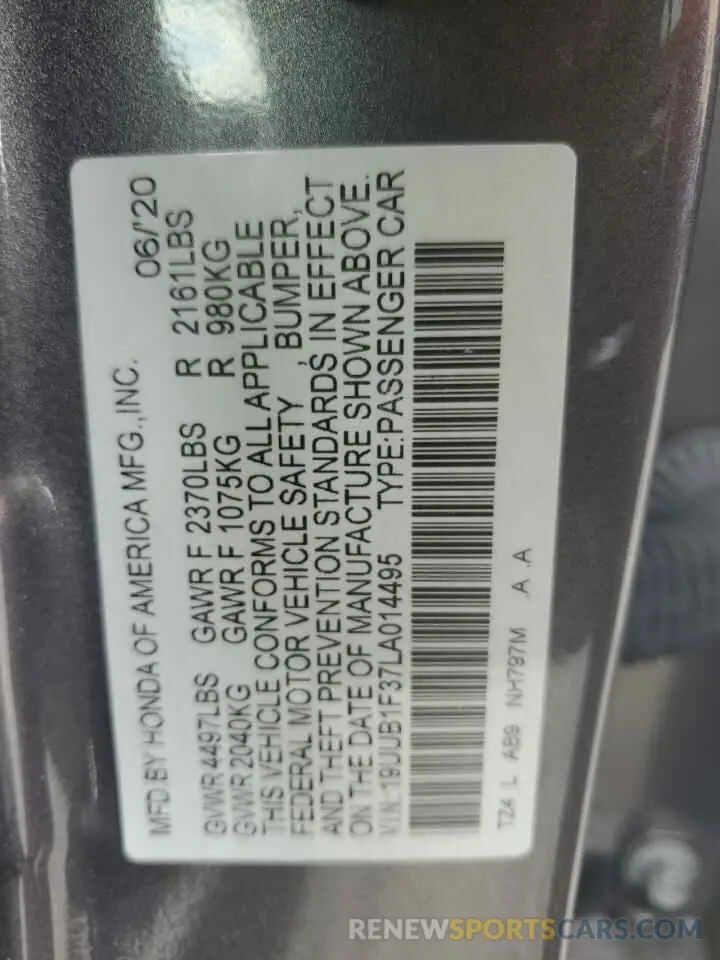 MFD BY HONDA OF AMERICA MFG.,INC. 06/'20
GVWR 4497LBS GAWR F 2370LBS R 2161LBS
GVWR 2040KG GAWR F 1075KG R 980KG
THIS VEHICLE CONFORMS TO ALL APPLICABLE
FEDERAL MOTOR VEHICLE SAFETY, BUMPER,
AND THEFT PREVENTION STANDARDS IN EFFECT
ON THE DATE OF MANUFACTURE SHOWN ABOVE.
V.I.N.:19UUB1F37LA014495 TYPE:PASSENGER CAR
TZ4 L AB9 NH797M .A .A
RENEWSPORTSCARS.COM